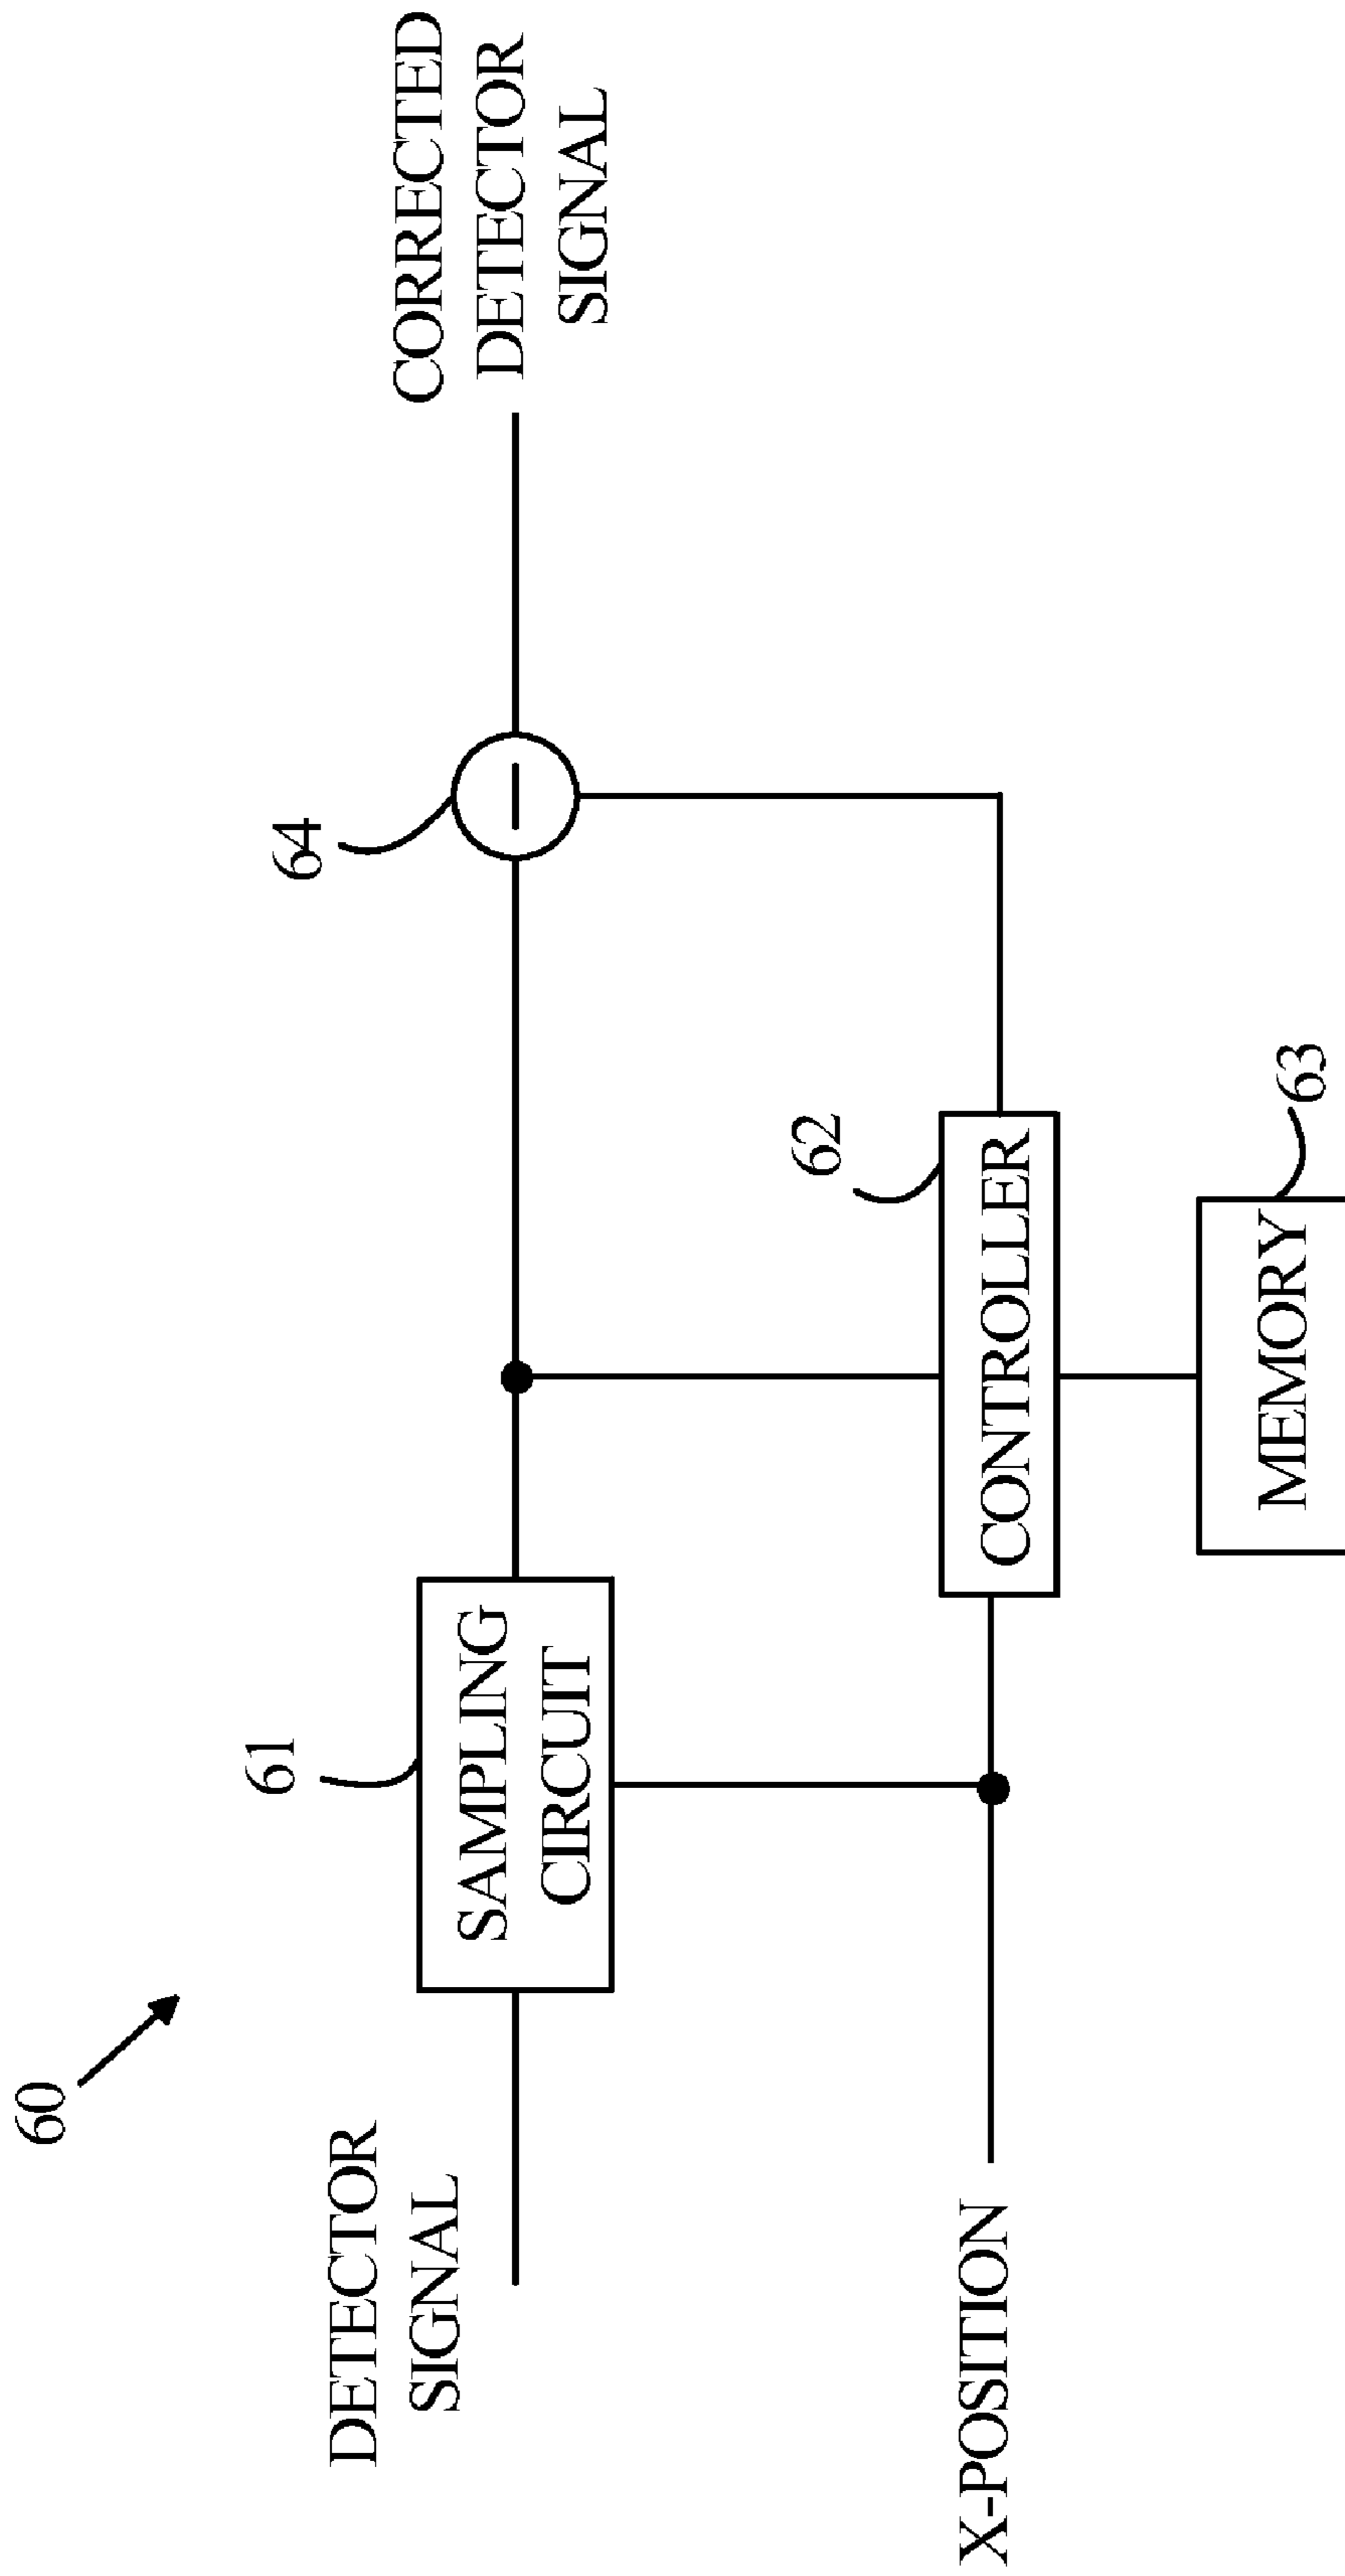 60
DETECTOR
SIGNAL
61
SAMPLING
CIRCUIT
64
CORRECTED
DETECTOR
SIGNAL
X-POSITION
62
CONTROLLER
MEMORY
63